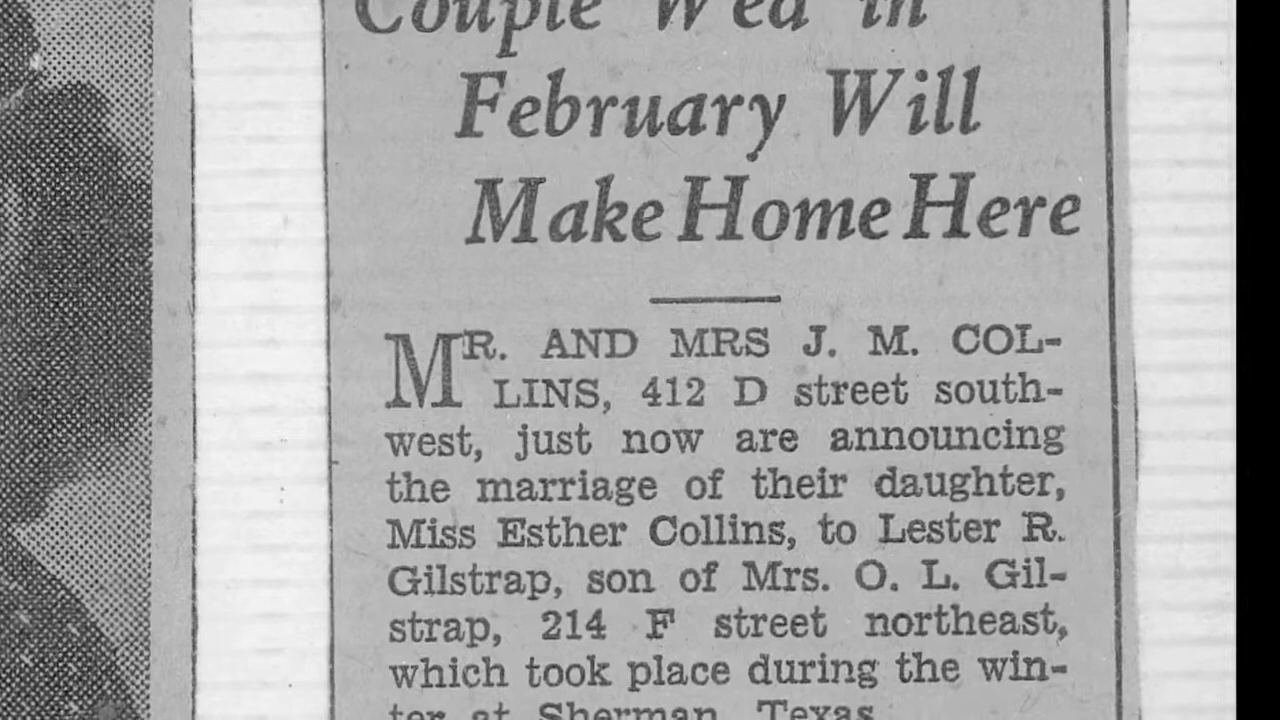 Couple Wed in
February Will
Make Home Here
MR. AND MRS J. M. COL-
LINS, 412 D street south-
west, just now are announcing
the marriage of their daughter,
Miss Esther Collins, to Lester R.
Gilstrap, son of Mrs. O. L. Gil-
strap, 214 F street northeast,
which took place during the win-
ter at Sherman, Texas